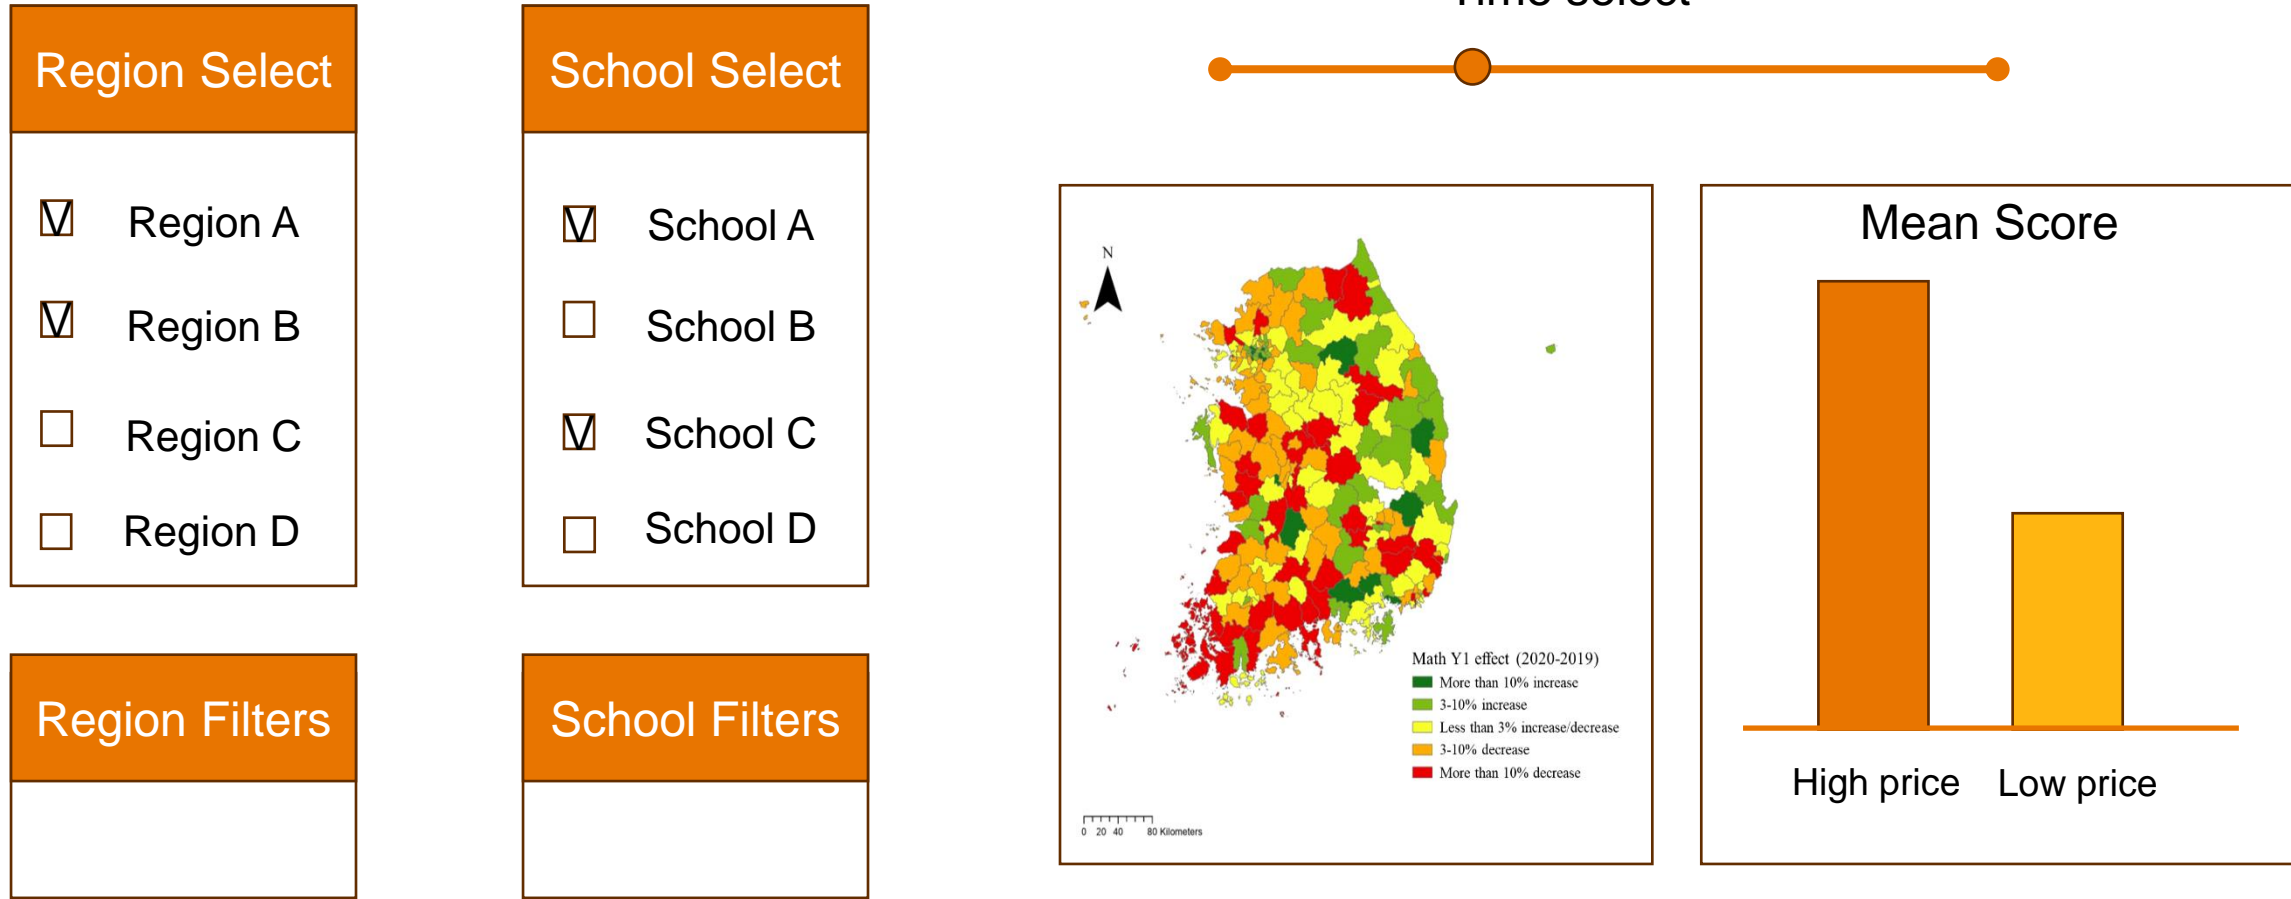 Time select
Region Select
School Select
V Region A
V Region B
Region C
Region D
V School A
School B
V School C
School D
Region Filters
School Filters
N
Math Y1 effect (2020-2019)
More than 10% increase
3-10% increase
Less than 3% increase/decrease
3-10% decrease
More than 10% decrease
0 20 40 80 Kilometers
Mean Score
High price Low price